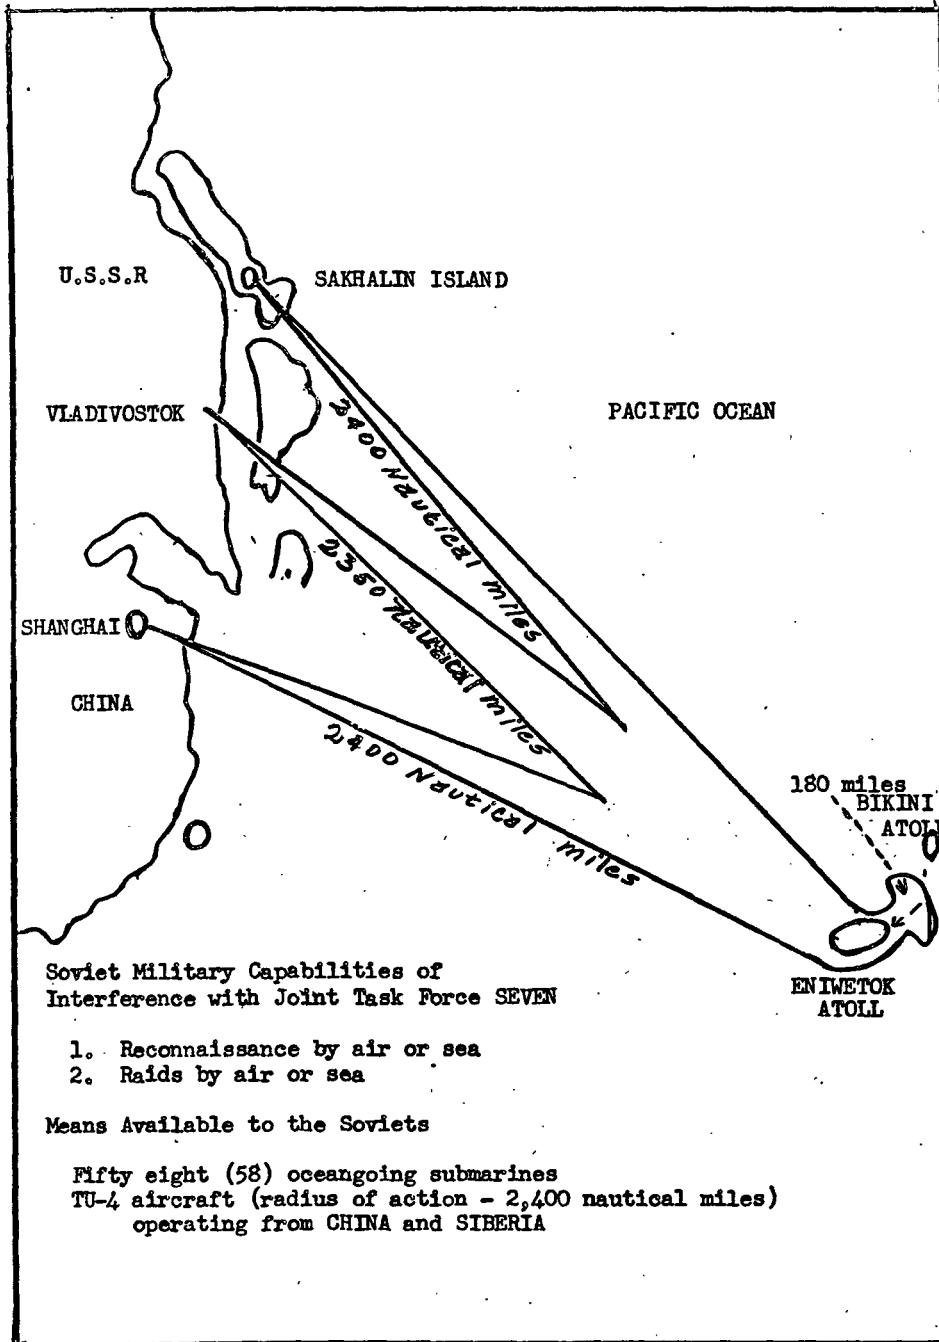 U.S.S.R
SAKHALIN ISLAND
VLADIVOSTOK
PACIFIC OCEAN
2400 Nautical miles
2350 Nautical miles
SHANGHAI
CHINA
2400 Nautical miles
180 miles
BIKINI
ATOLL
ENIWETOK
ATOLL
Soviet Military Capabilities of
Interference with Joint Task Force SEVEN
1. Reconnaissance by air or sea
2. Raids by air or sea
Means Available to the Soviets
Fifty eight (58) oceangoing submarines
TU-4 aircraft (radius of action - 2,400 nautical miles)
operating from CHINA and SIBERIA